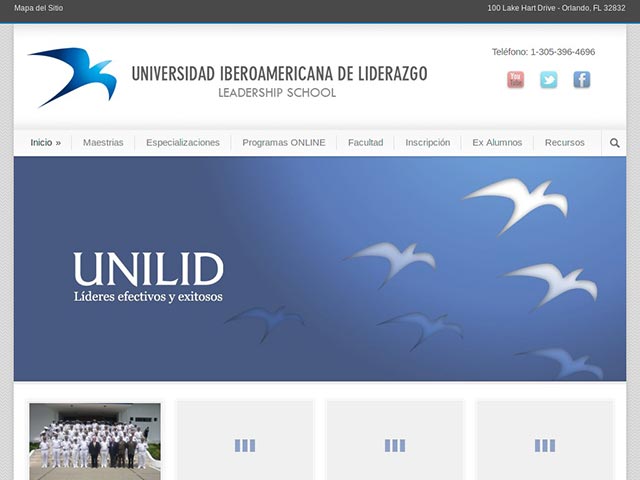 Mapa del Sitio
100 Lake Hart Drive - Orlando, FL 32832
Teléfono: 1-305-396-4696
You Tube
UNIVERSIDAD IBEROAMERICANA DE LIDERAZGO
LEADERSHIP SCHOOL
Inicio »
Maestrias
Especializaciones
Programas ONLINE
Facultad
Inscripción
Ex Alumnos
Recursos
UNILID
Líderes efectivos y exitosos